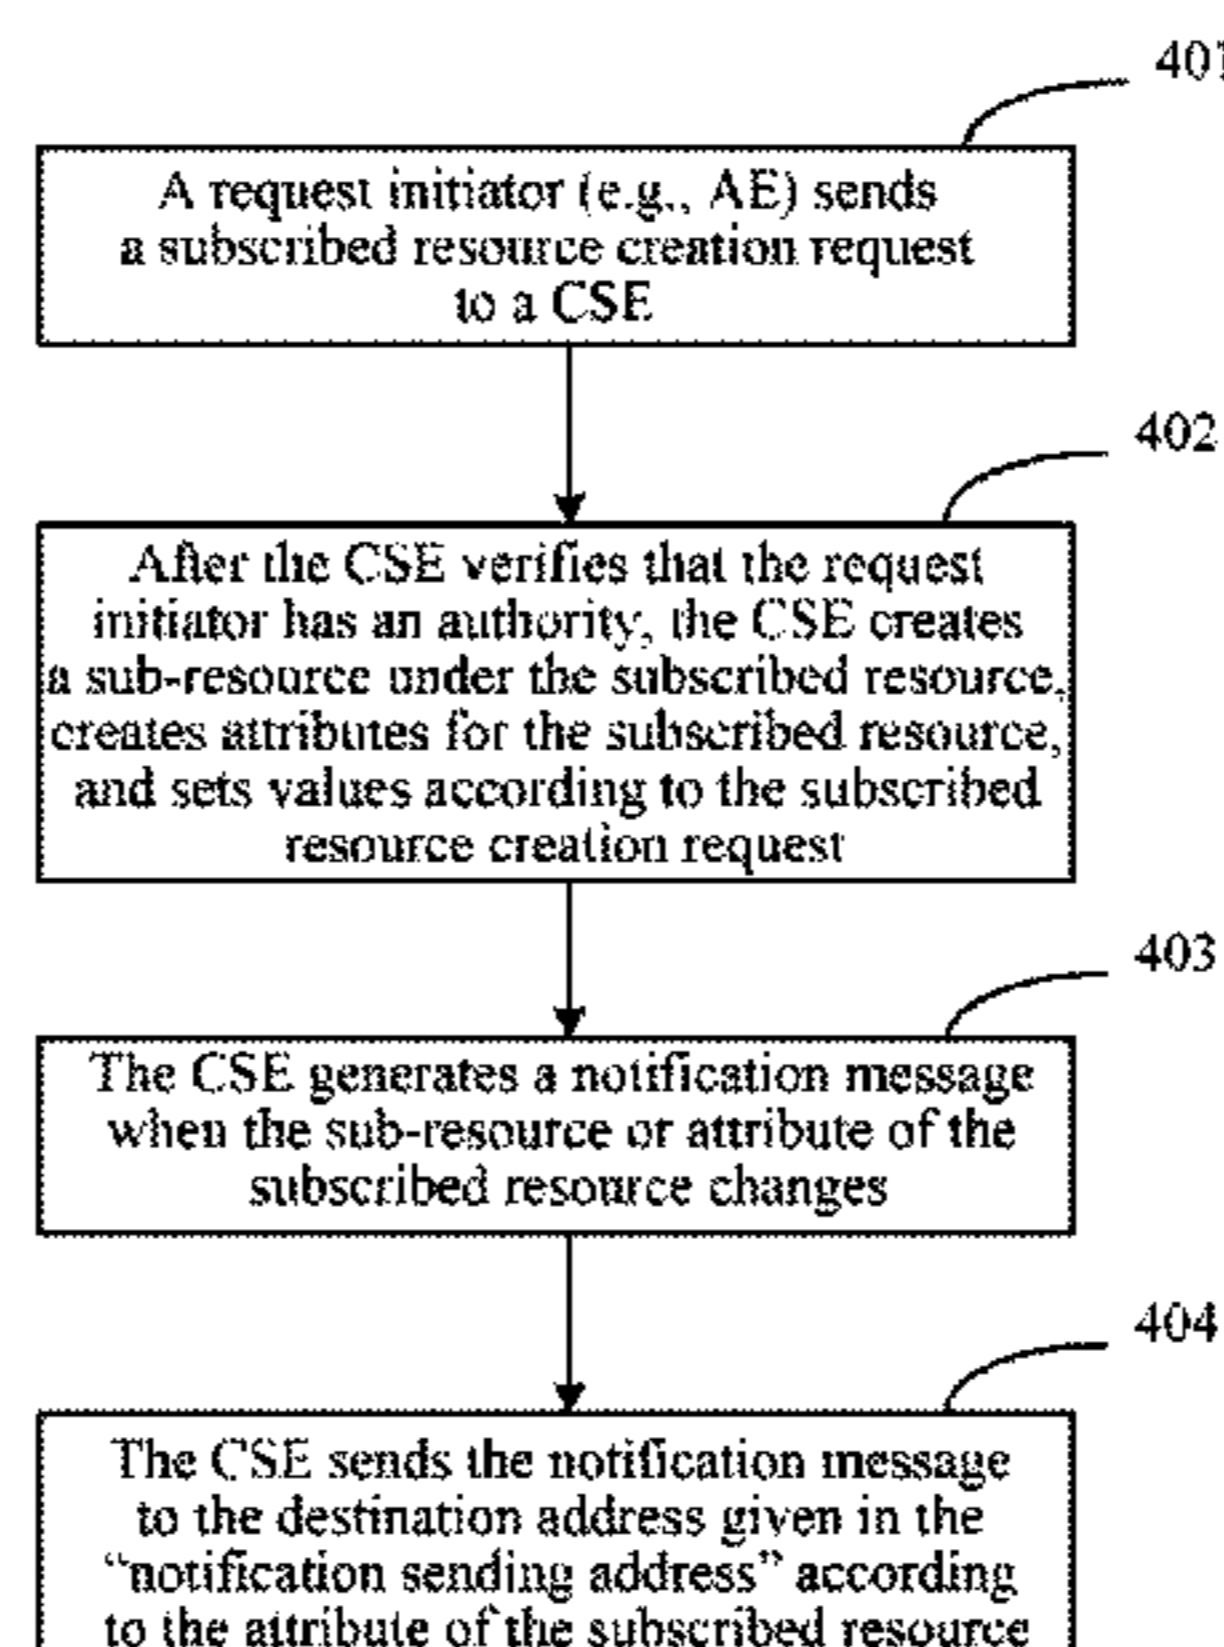 401
A request initiator (e.g., AE) sends
a subscribed resource creation request
to a CSE
402
After the CSE verifies that the request
initiator has an authority, the CSE creates
a sub-resource under the subscribed resource,
creates attributes for the subscribed resource,
and sets values according to the subscribed
resource creation request
403
The CSE generates a notification message
when the sub-resource or attribute of the
subscribed resource changes
404
The CSE sends the notification message
to the destination address given in the
“notification sending address” according
to the attribute of the subscribed resource